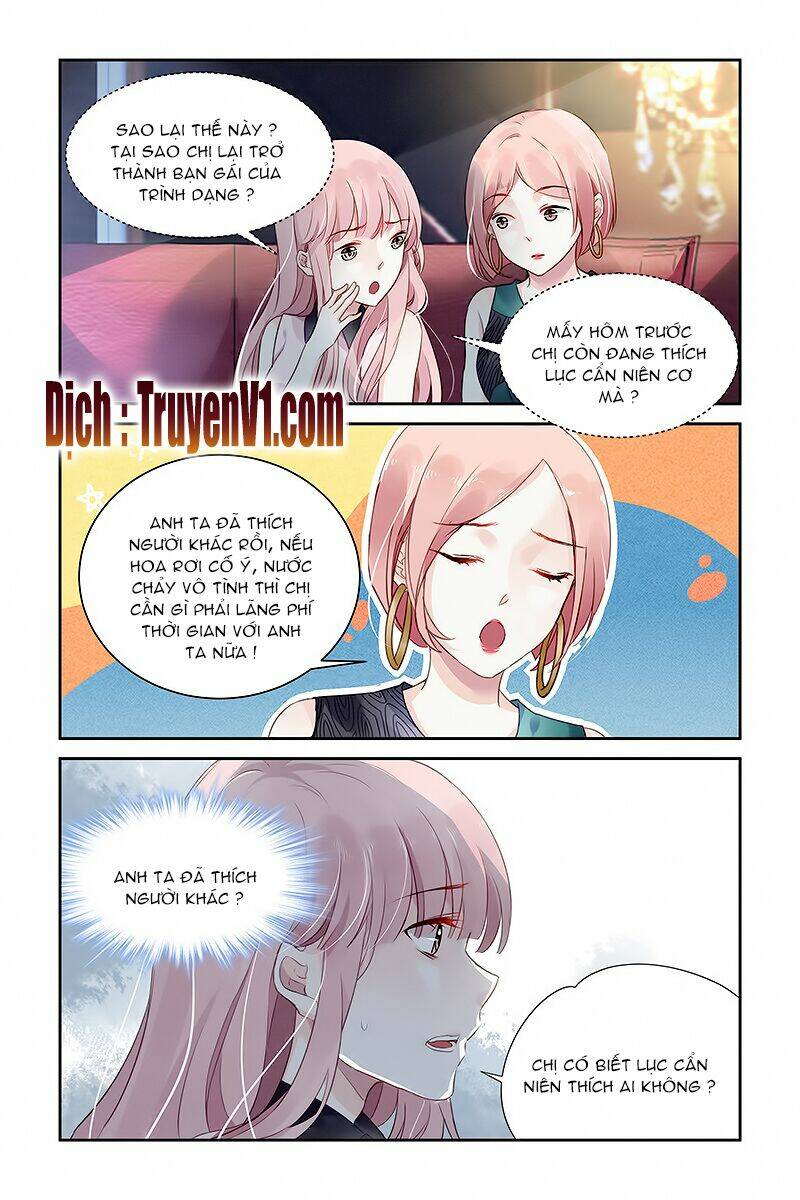 SAO LẠI THẾ NÀY ?
TẠI SAO CHỊ LẠI TRỞ
THÀNH BẠN GÁI CỦA
TRÌNH DẠNG ?
MẤY HÔM TRƯỚC
CHỊ CÒN ĐANG THÍCH
LỤC CẨN NIÊN CƠ
MÀ ?
Dịch : TruyenV1.com
ANH TA ĐÃ THÍCH
NGƯỜI KHÁC RỒI, NẾU
HOA RƠI CỐ Ý, NƯỚC
CHẢY VÔ TÌNH THÌ CHỊ
CẦN GÌ PHẢI LÃNG PHÍ
THỜI GIAN VỚI ANH
TA NỮA !
ANH TA ĐÃ THÍCH
NGƯỜI KHÁC ?
CHỊ CÓ BIẾT LỤC CẨN
NIÊN THÍCH AI KHÔNG ?